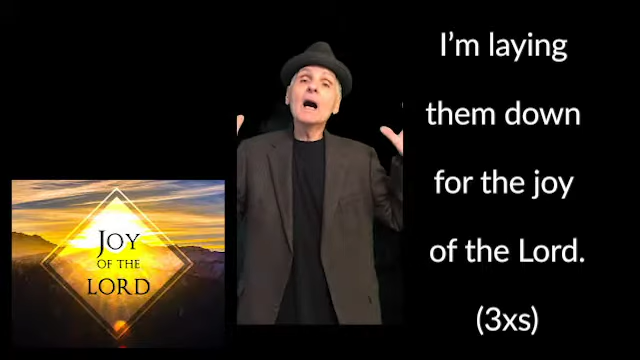 I'm laying
them down
for the joy
of the Lord.
(3xs)
JOY
OF THE
LORD